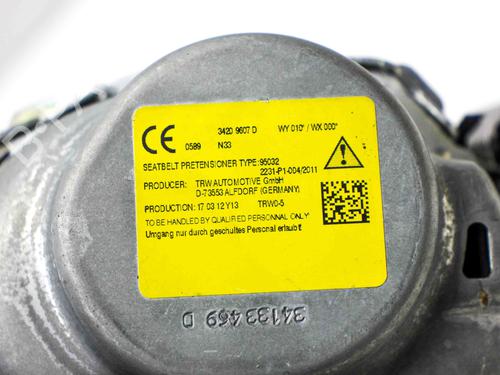 CE 3420 9607 D WY 010° / WX 000°
0589 N33
SEATBELT PRETENSIONER TYPE: 95032
2231-P1-004/2011
PRODUCER: TRW AUTOMOTIVE GmbH
D-73553 ALFDORF (GERMANY)
PRODUCTION: 17 03 12 Y13 TRW0-5
TO BE HANDLED BY QUALIFIED PERSONNAL ONLY
Umgang nur durch geschultes Personal erlaubt!
34133469 D